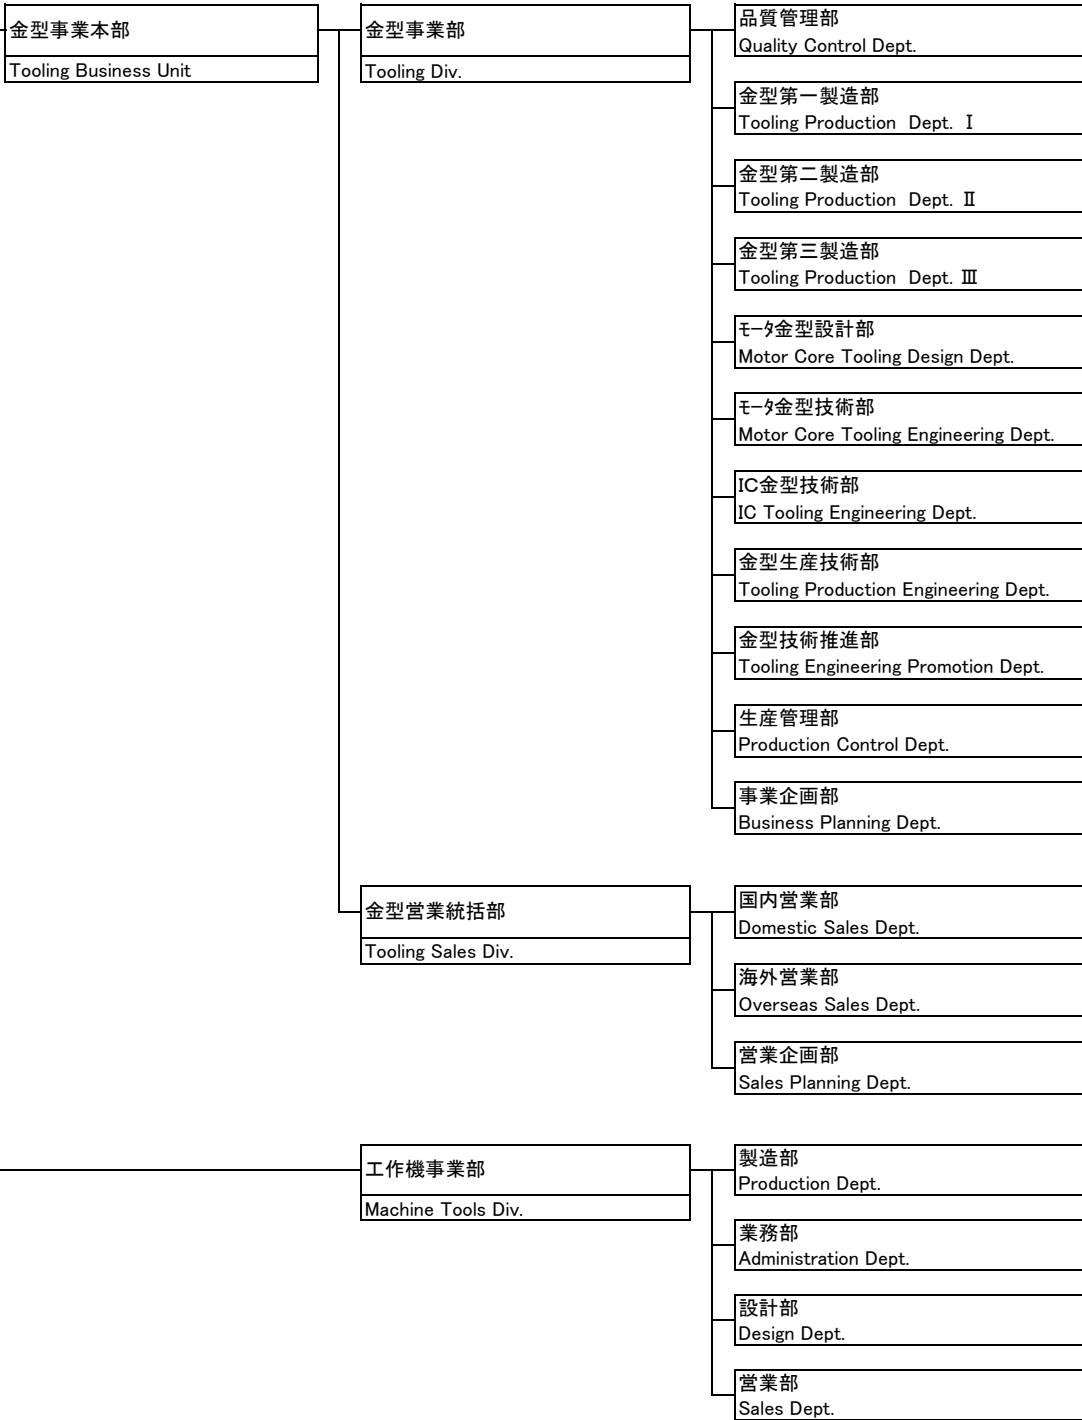 金型事業本部
Tooling Business Unit
金型事業部
Tooling Div.
品質管理部
Quality Control Dept.
金型第一製造部
Tooling Production Dept. Ⅰ
金型第二製造部
Tooling Production Dept. Ⅱ
金型第三製造部
Tooling Production Dept. Ⅲ
ﾓｰﾀ金型設計部
Motor Core Tooling Design Dept.
ﾓｰﾀ金型技術部
Motor Core Tooling Engineering Dept.
IC金型技術部
IC Tooling Engineering Dept.
金型生産技術部
Tooling Production Engineering Dept.
金型技術推進部
Tooling Engineering Promotion Dept.
生産管理部
Production Control Dept.
事業企画部
Business Planning Dept.
金型営業統括部
Tooling Sales Div.
国内営業部
Domestic Sales Dept.
海外営業部
Overseas Sales Dept.
営業企画部
Sales Planning Dept.
工作機事業部
Machine Tools Div.
製造部
Production Dept.
業務部
Administration Dept.
設計部
Design Dept.
営業部
Sales Dept.